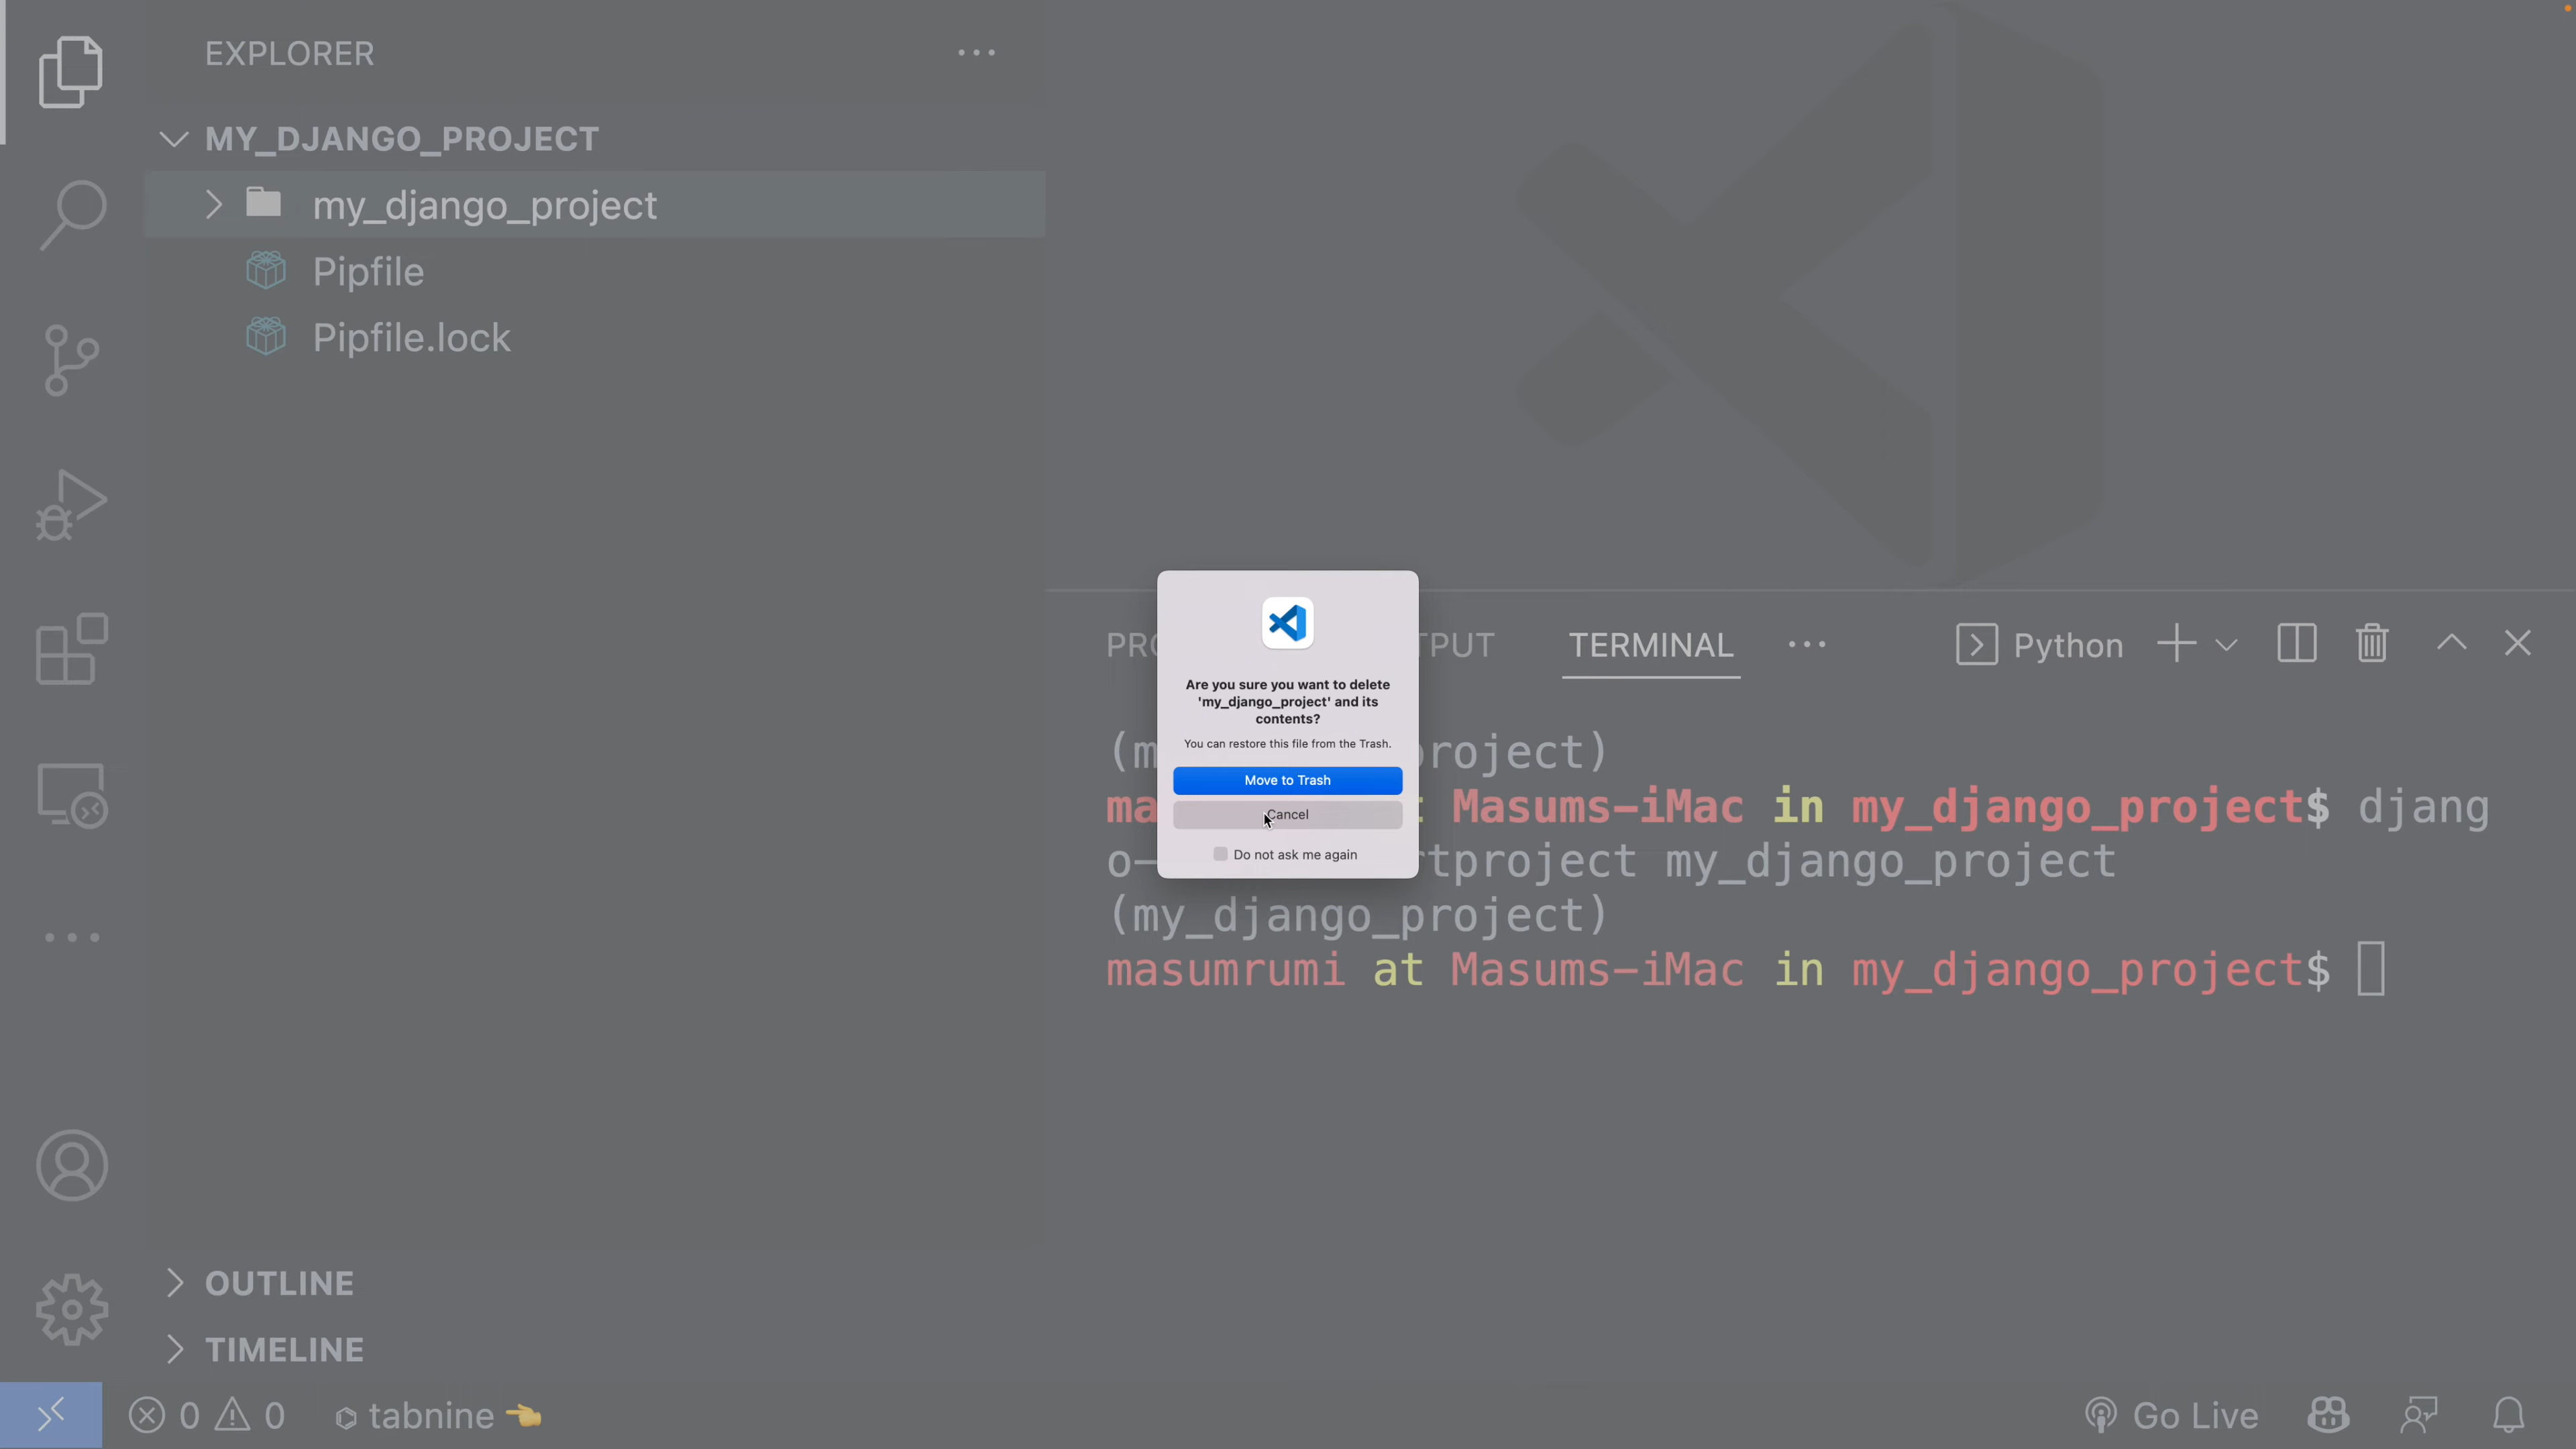 EXPLORER
MY_DJANGO_PROJECT
my_django_project
Pipfile
Pipfile.lock
OUTLINE
TIMELINE
Are you sure you want to delete
'my_django_project' and its
contents?
You can restore this file from the Trash.
Move to Trash
Cancel
Do not ask me again
PRO TPUT TERMINAL Python
(m project)
ma Masums-iMac in my_django_project$ djang
o- rtproject my_django_project
(my_django_project)
masumrumi at Masums-iMac in my_django_project$
0 0 tabnine Go Live